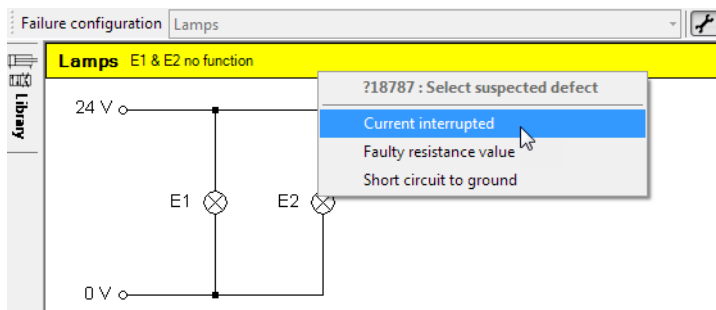 Failure configuration Lamps
Library
Lamps E1 & E2 no function
?18787 : Select suspected defect
24 V
Current interrupted
Faulty resistance value
Short circuit to ground
E1 E2
0 V